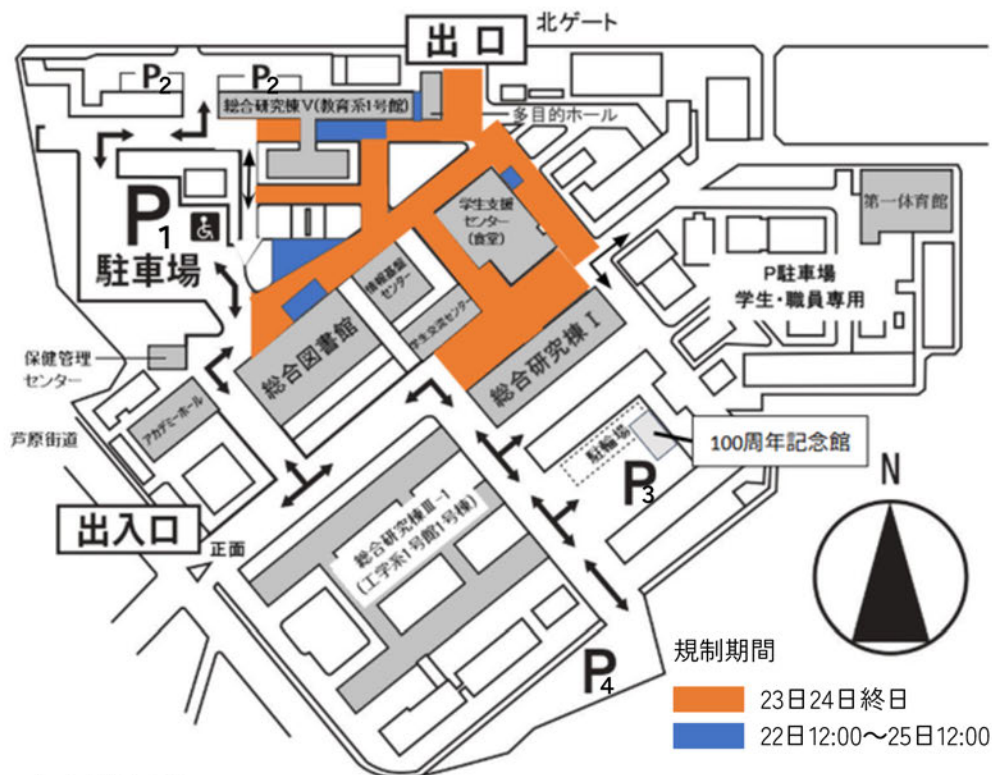 出口
北ゲート
P2
P2
総合研究棟Ⅴ(教育系1号館)
多目的ホール
学生支援
センター
(食堂)
第一体育館
P1
駐車場
P駐車場
学生・職員専用
情報基盤
センター
学生交流センター
総合図書館
総合研究棟Ⅰ
保健管理
センター
アカデミーホール
芦原街道
駐輪場
100周年記念館
P3
N
出入口
正面
総合研究棟Ⅲ-1
(工学系1号館1号棟)
P4
規制期間
23日24日終日
22日12:00〜25日12:00